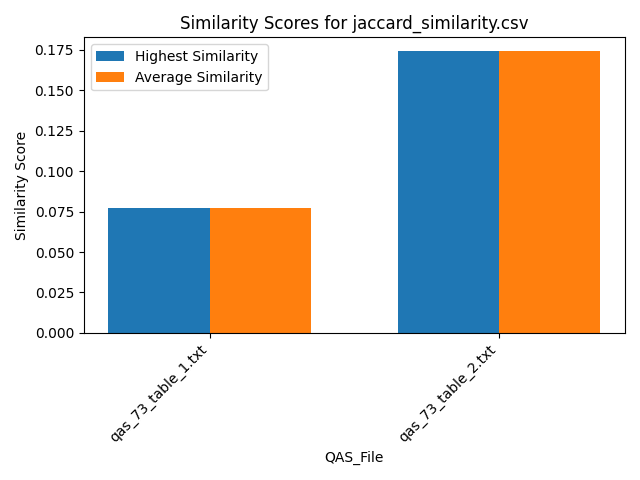 Similarity Scores for jaccard_similarity.csv
Highest Similarity
Average Similarity
0.175
0.150
0.125
0.100
0.075
0.050
0.025
0.000
Similarity Score
qas_73_table_1.txt
qas_73_table_2.txt
QAS_File